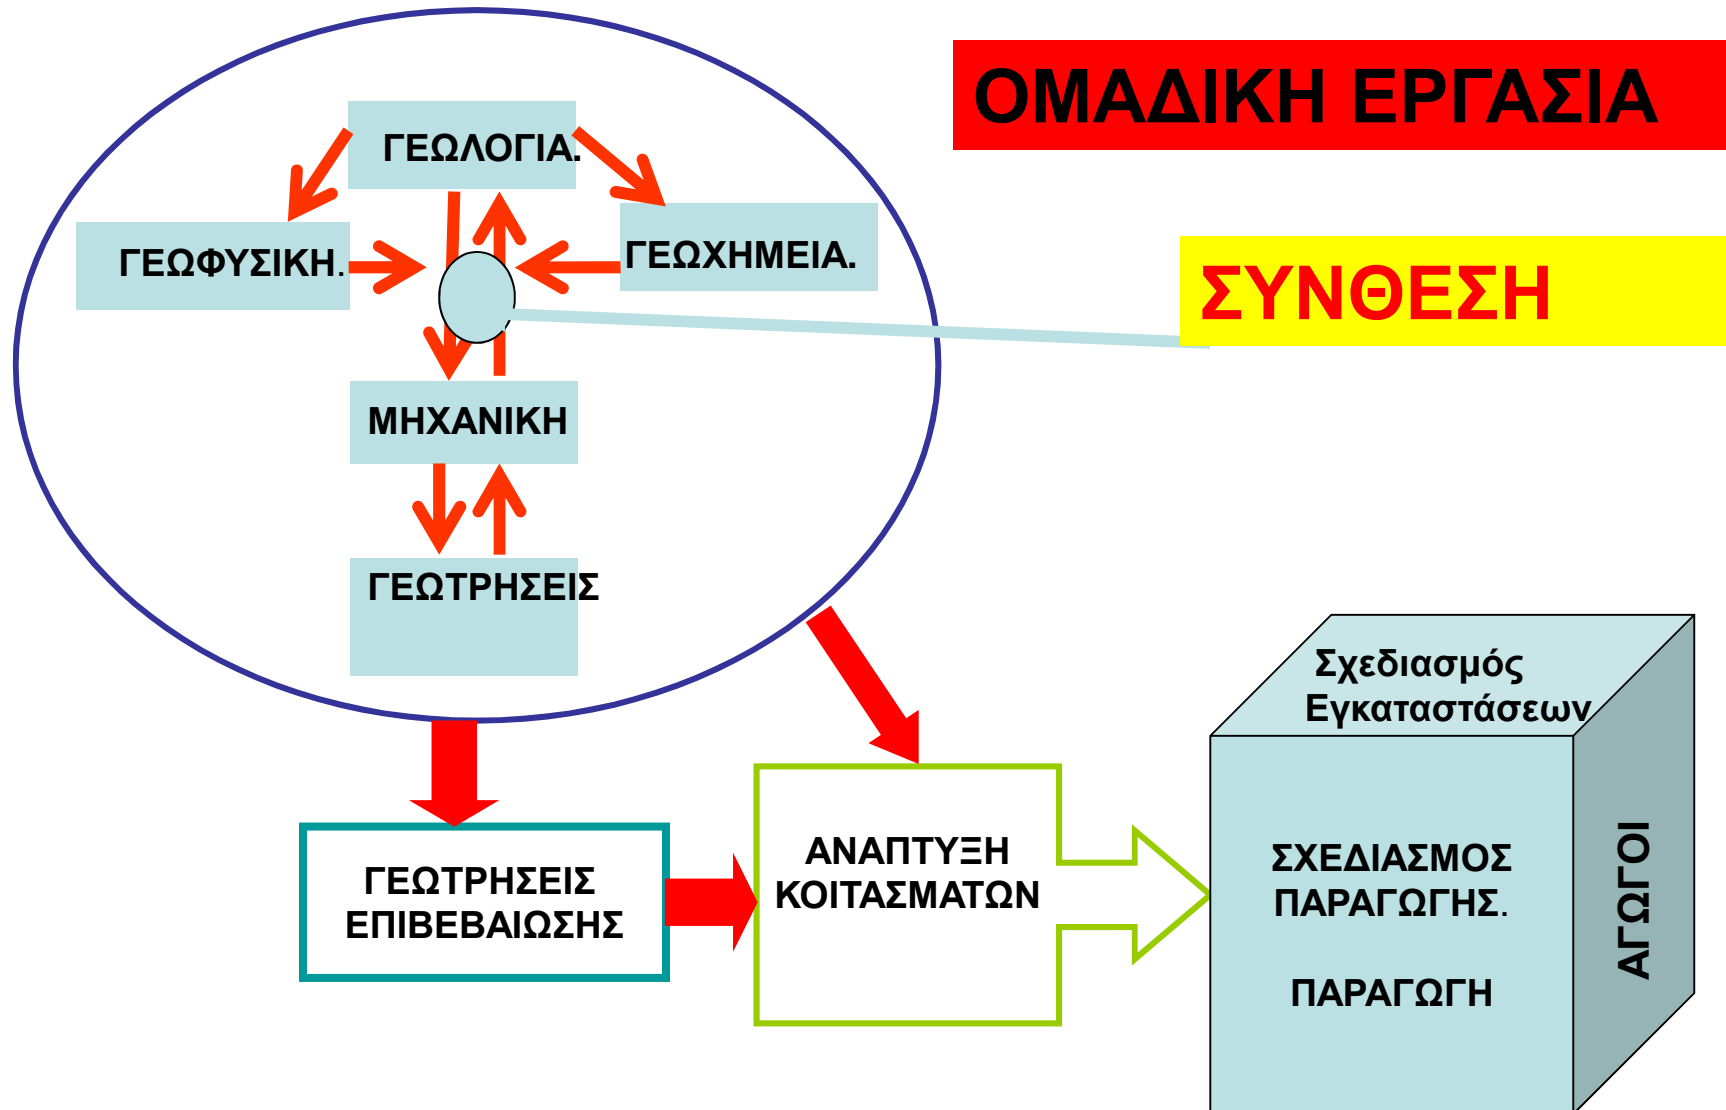 ΟΜΑΔΙΚΗ ΕΡΓΑΣΙΑ
ΓΕΩΛΟΓΙΑ.
ΓΕΩΦΥΣΙΚΗ.
ΓΕΩΧΗΜΕΙΑ.
ΣΥΝΘΕΣΗ
ΜΗΧΑΝΙΚΗ
ΓΕΩΤΡΗΣΕΙΣ
Σχεδιασμός
Εγκαταστάσεων
ΓΕΩΤΡΗΣΕΙΣ
ΕΠΙΒΕΒΑΙΩΣΗΣ
ΑΝΑΠΤΥΞΗ
ΚΟΙΤΑΣΜΑΤΩΝ
ΣΧΕΔΙΑΣΜΟΣ
ΠΑΡΑΓΩΓΗΣ.
ΠΑΡΑΓΩΓΗ
ΑΓΩΓΟΙ